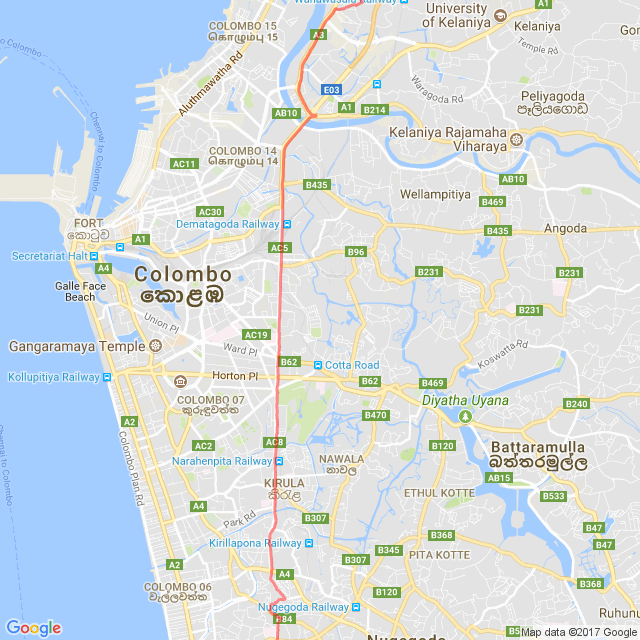 Wanawasala Railway
COLOMBO 15
கொழும்பு 15
A3
University
of Kelaniya
Kelaniya
Temple Rd
Aluthmawatha Rd
E03
A1
Waragoda Rd
Peliyagoda
පෑලියගොඩ
AB10
B214
Chennai to Colombo
Kelaniya Rajamaha
Viharaya
COLOMBO 14
கொழும்பு 14
AC11
AB10
B435
Wellampitiya
B469
AC30
FORT
කොටුව
Dematagoda Railway
B435
Angoda
A1
AC5
B96
Secretariat Halt
A4
Colombo
කොළඹ
B231
B231
Galle Face
Beach
B231
Union Pl
AC19
Gangaramaya Temple
Ward Pl
Koswatta Rd
B62
Cotta Road
Kollupitiya Railway
Horton Pl
B62
B469
COLOMBO 07
කුරුඳුවත්ත
Diyatha Uyana
B240
A2
B470
Colombo Plan Rd
AC2
AC8
B120
Battaramulla
බත්තරමුල්ල
Narahenpita Railway
NAWALA
නාවල
AB15
KIRULA
කිරුළ
ETHUL KOTTE
B533
A4
Park Rd
B307
B47
Kirillapona Railway
B368
B345
B47
PITA KOTTE
A2
B307
A4
COLOMBO 06
වැල්ලවත්ත
B120
B368
Nugegoda Railway
B84
Ruhunu
Colombo to
Google
Nugegoda
Map data ©2017 Goo